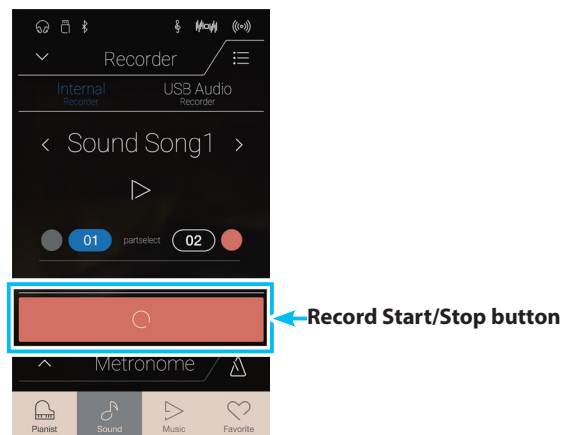 Recorder
Internal
Recorder
USB Audio
Recorder
Sound Song1
01
partselect
02
Record Start/Stop button
Metronome
Pianist
Sound
Music
Favorite